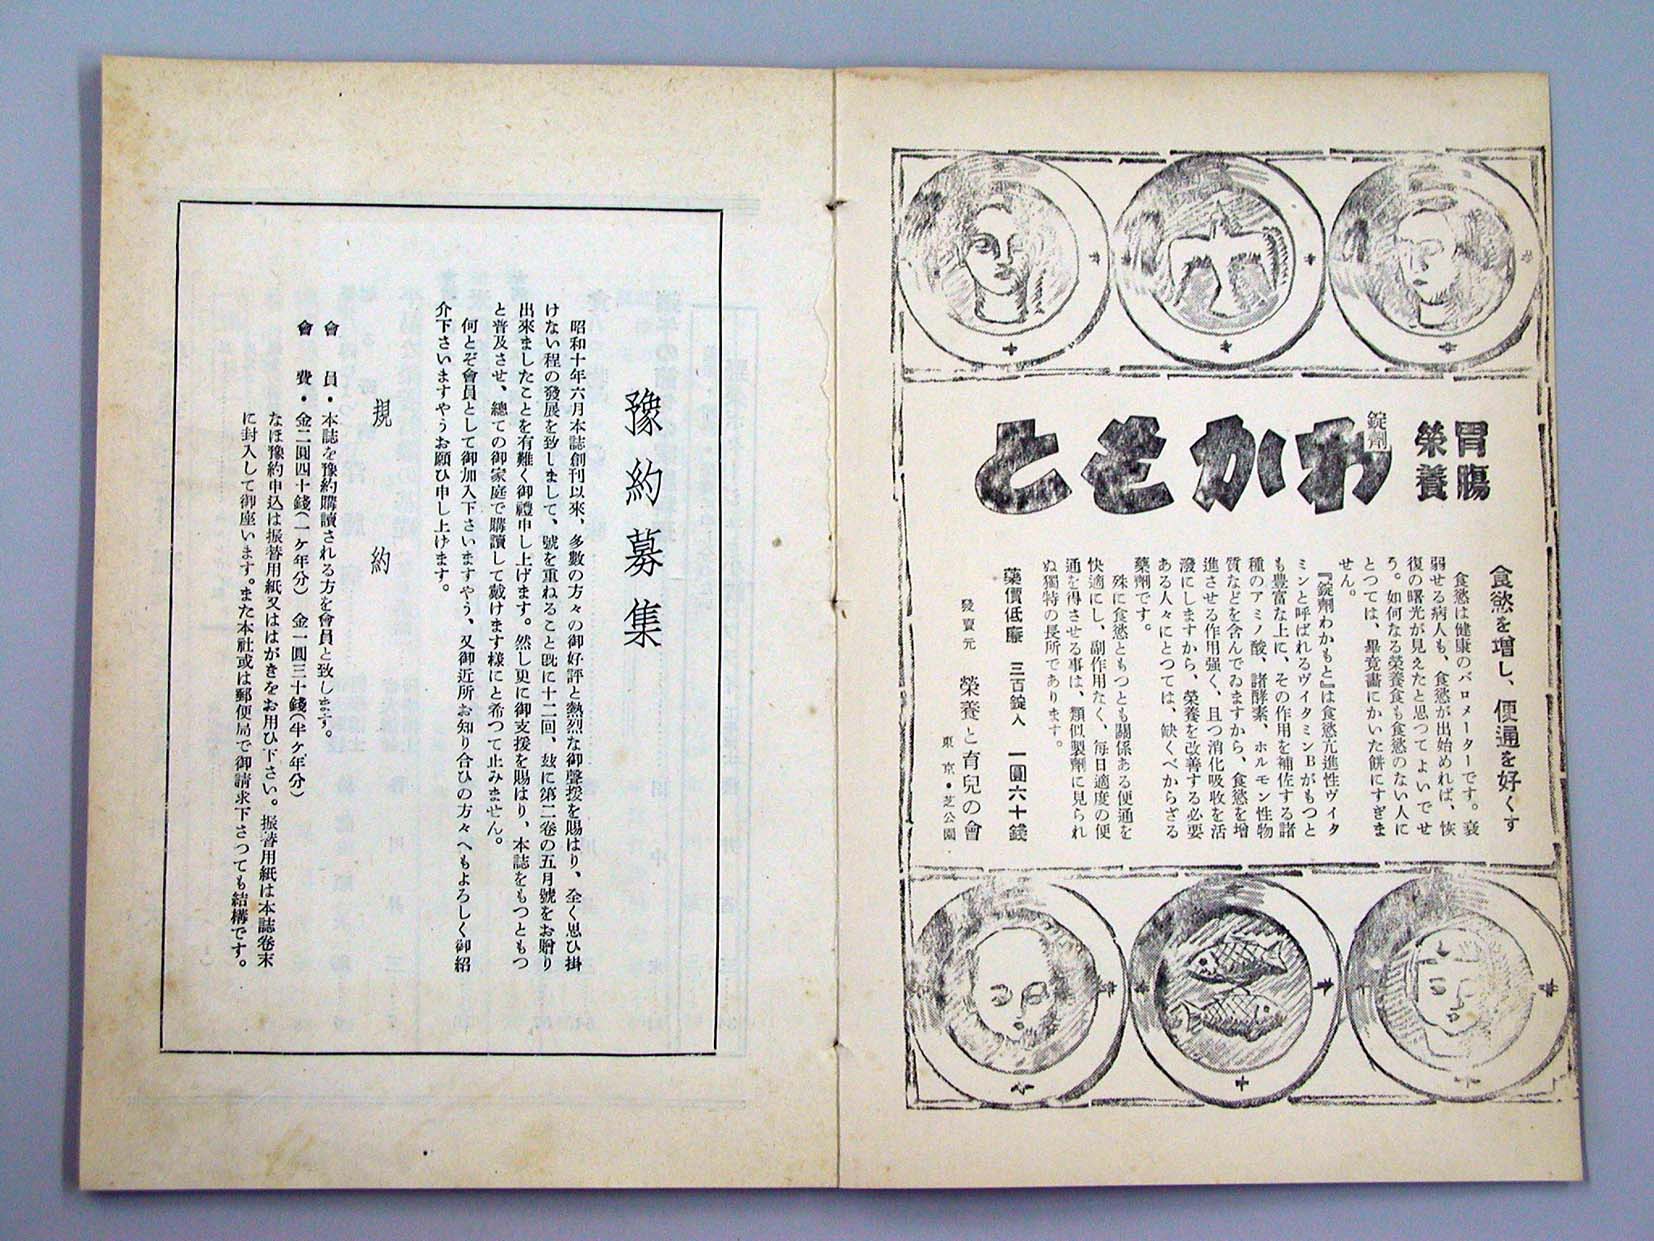 胃腸
榮養
錠劑
わかもと
食慾を增し、便通を好くす
食慾は健康のバロメーターです。衰
弱せる病人も、食慾が出始めれば、恢
復の曙光が見えたと思つてよいでせ
う。如何なる榮養食も食慾のない人に
とつては、畢竟畵にかいた餠にすぎま
せん。
『錠劑わかもと』は食慾亢進性ヴィタ
ミンと呼ばれるヴイタミンBがもつと
も豊富な上に、その作用を補佐する諸
種のアミノ酸、諸酵素、ホルモン性物
質などを含んでゐますから、食慾を增
進させる作用强く、且つ消化吸收を活
潑にしますから、榮養を改善する必要
ある人々にとつては、缺くべからざる
藥劑です。
殊に食慾ともつとも關係ある便通を
快適にし、副作用なく、每日適度の便
通を得させる事は、類似製劑に見られ
ぬ獨特の長所であります。
藥價低廉 三百錠入 一圓六十錢
發賣元 榮養と育兒の會
東京・芝公園
豫約募集
昭和十年六月本誌創刊以來、多數の方々の御好評と熱烈な御聲援を賜はり、全く思ひ掛
けない程の發展を致しまして、號を重ねること旣に十二回、玆に第二卷の五月號をお贈り
出來ましたことを有難く御禮申し上げます。然し更に御支援を賜はり、本誌をもつともつ
と普及させ、總ての御家庭で購讀して戴けます樣にと希つて止みません。
何とぞ會員として御加入下さいますやう、又御近所お知り合ひの方々へもよろしく御紹
介下さいますやうお願ひ申し上げます。
規約
會員・本誌を豫約購讀される方を會員と致します。
會費・金二圓四十錢(一ケ年分) 金一圓三十錢(半ケ年分)
なほ豫約申込は振替用紙又ははがきをお用ひ下さい。振替用紙は本誌卷末
に封入して御座います。また本社或は郵便局で御請求下さつても結構です。